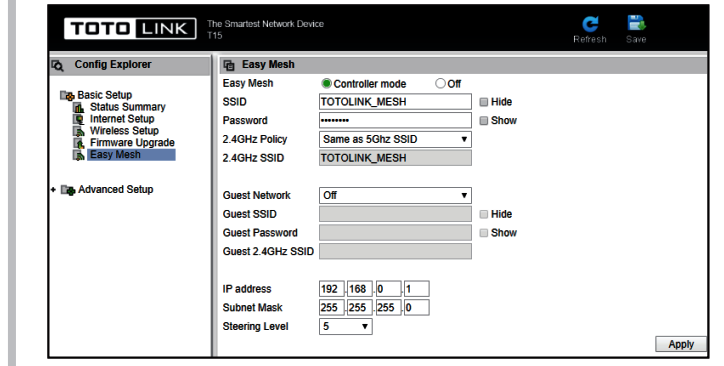 TOTO LINK The Smartest Network Device
T15
Refresh Save
Config Explorer
Basic Setup
Status Summary
Internet Setup
Wireless Setup
Firmware Upgrade
Easy Mesh
Advanced Setup
Easy Mesh
Easy Mesh Controller mode Off
SSID TOTOLINK_MESH Hide
Password •••••••• Show
2.4GHz Policy Same as 5Ghz SSID
2.4GHz SSID TOTOLINK_MESH
Guest Network Off
Guest SSID Hide
Guest Password Show
Guest 2.4GHz SSID
IP address 192 . 168 . 0 . 1
Subnet Mask 255 . 255 . 255 . 0
Steering Level 5
Apply